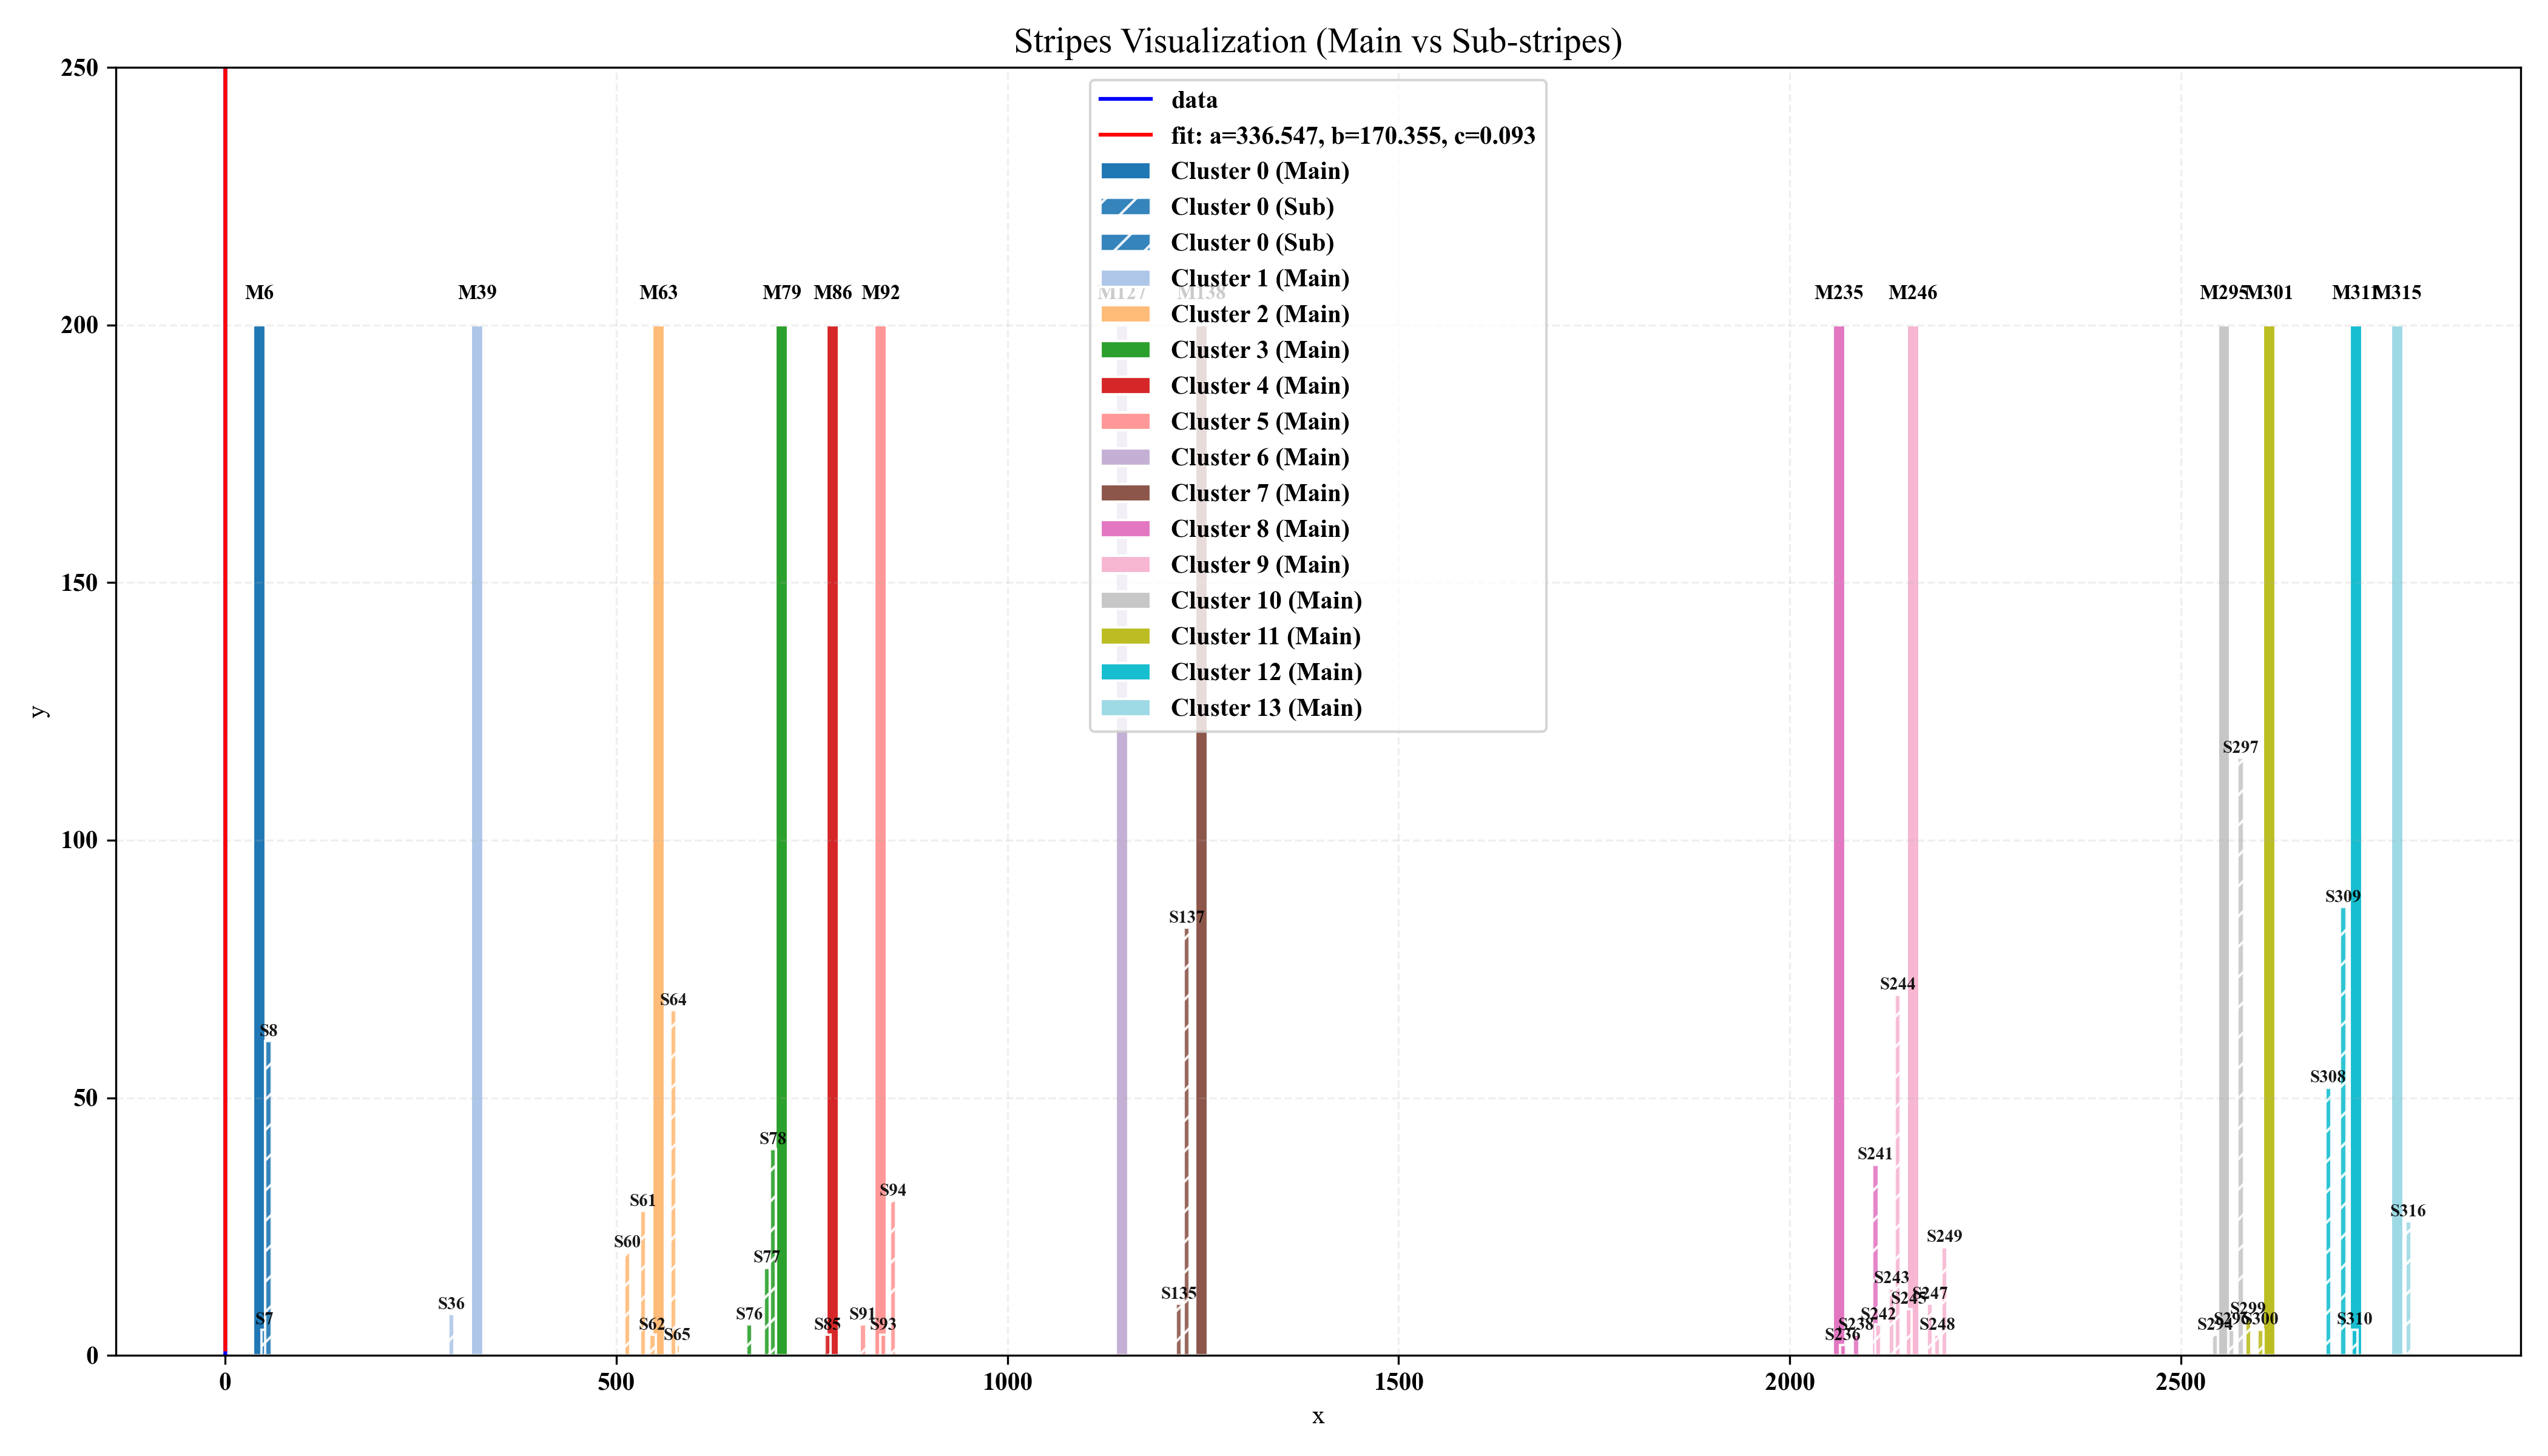 Stripes Visualization (Main vs Sub-stripes)
250
200
150
100
50
0
y
data
fit: a=336.547, b=170.355, c=0.093
Cluster 0 (Main)
Cluster 0 (Sub)
Cluster 0 (Sub)
Cluster 1 (Main)
Cluster 2 (Main)
Cluster 3 (Main)
Cluster 4 (Main)
Cluster 5 (Main)
Cluster 6 (Main)
Cluster 7 (Main)
Cluster 8 (Main)
Cluster 9 (Main)
Cluster 10 (Main)
Cluster 11 (Main)
Cluster 12 (Main)
Cluster 13 (Main)
M6 M39 M63 M79 M86 M92 M127 M138 M235 M246 M295 M301 M311 M315
S297
S309
S137
S244
S64
S8
S308
S241
S78
S94
S61
S316
S249
S60
S77
S243
S36
S135
S245
S247
S299
S76
S91
S242
S7
S300
S310
S62
S85
S93
S238
S248
S294
S65
S236
0 500 1000 1500 2000 2500
x